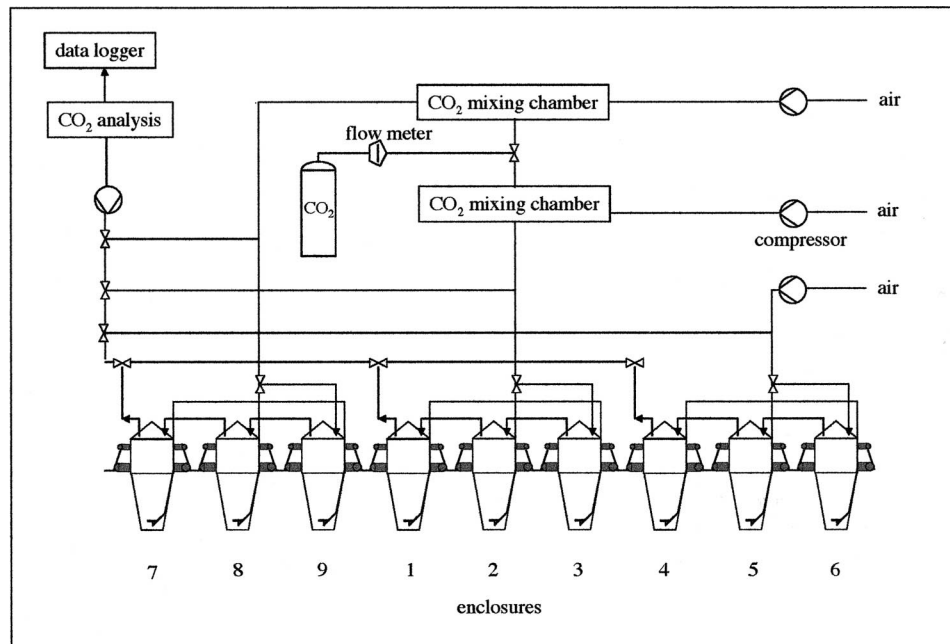 data logger
CO₂ analysis
CO₂ mixing chamber
air
flow meter
CO₂
CO₂ mixing chamber
air
compressor
air
7 8 9 1 2 3 4 5 6
enclosures